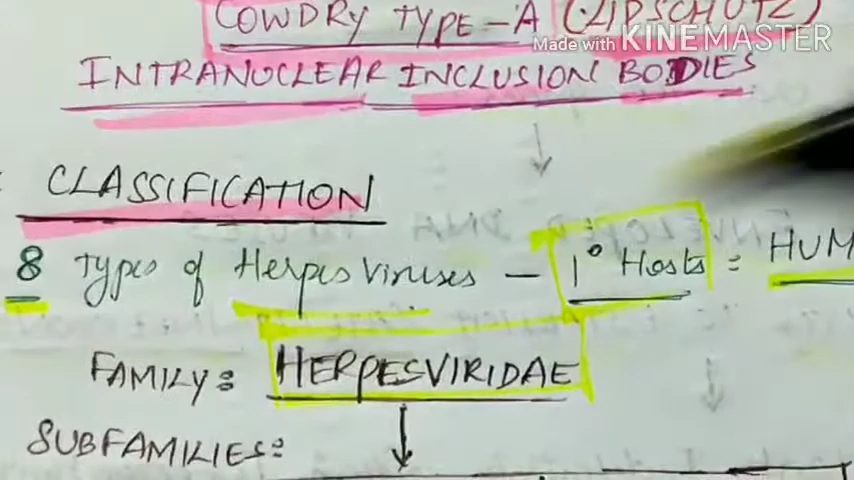 COWDRY TYPE-A (LIPSCHUTZ)
Made with KINEMASTER
INTRANUCLEAR INCLUSION BODIES
CLASSIFICATION
8 Types of Herpes Viruses - 1° Hosts = HUM
FAMILY: HERPESVIRIDAE
SUBFAMILIES: